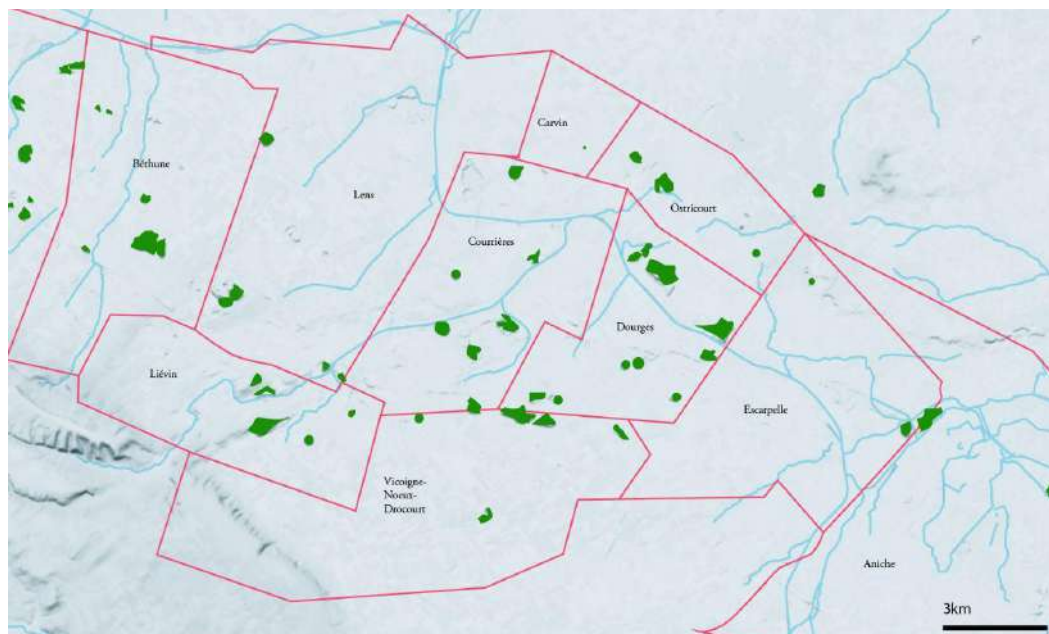 Carvin
Béthune
Lens
Ostricourt
Courrières
Dourges
Liévin
Escarpelle
Vicoigne-
Noeux-
Drocourt
Aniche
3km